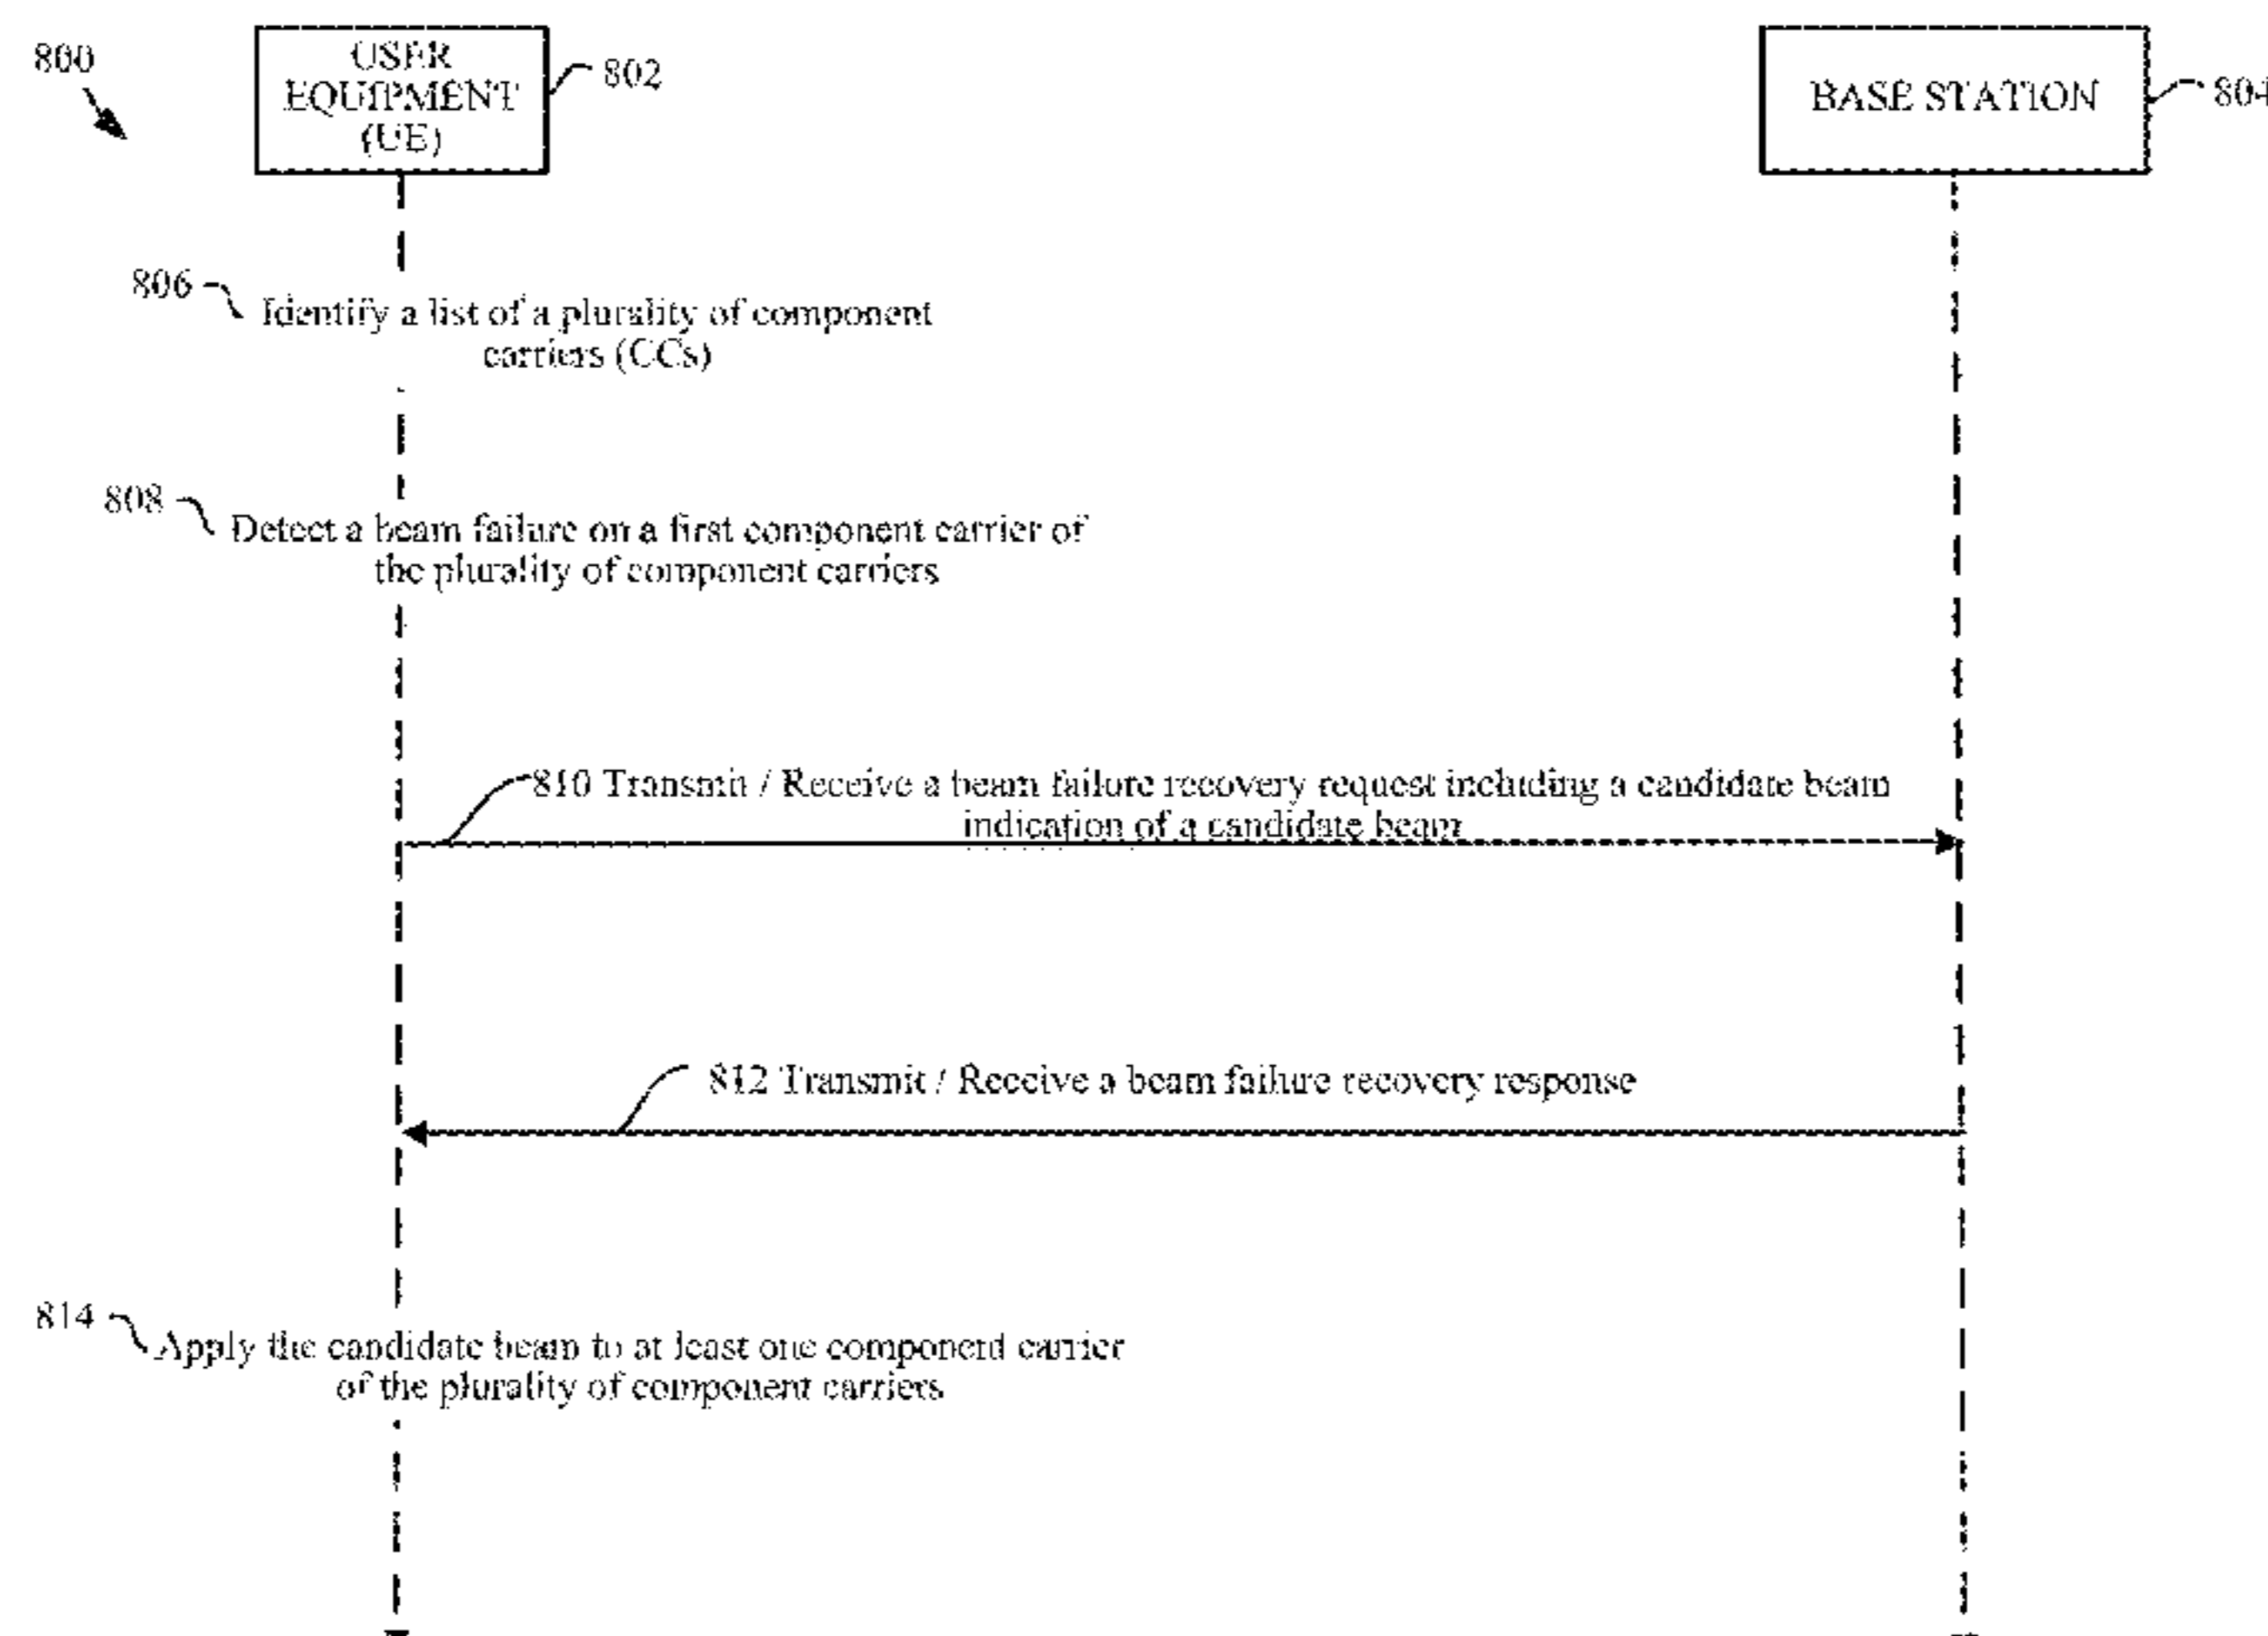 800
USER
EQUIPMENT
(UE)
802
BASE STATION
804
806
Identify a list of a plurality of component
carriers (CCs)
808
Detect a beam failure on a first component carrier of
the plurality of component carriers
810 Transmit / Receive a beam failure recovery request including a candidate beam
indication of a candidate beam
812 Transmit / Receive a beam failure recovery response
814
Apply the candidate beam to at least one component carrier
of the plurality of component carriers